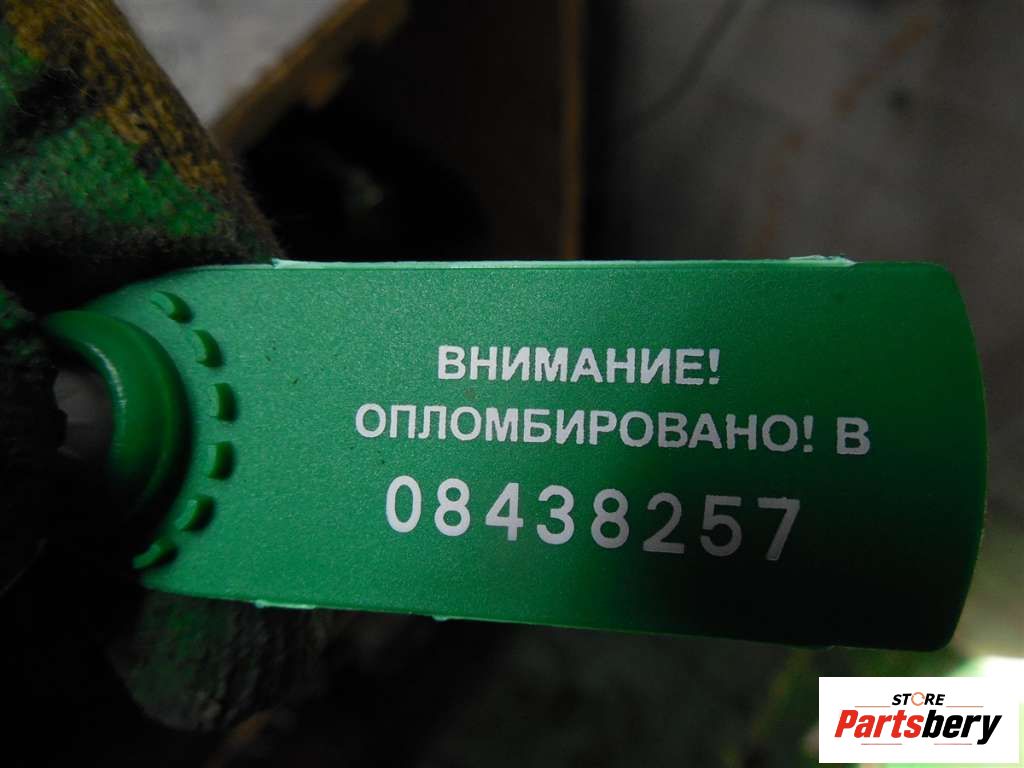 ВНИМАНИЕ!
ОПЛОМБИРОВАНО! В
08438257
STORE
Partsbery